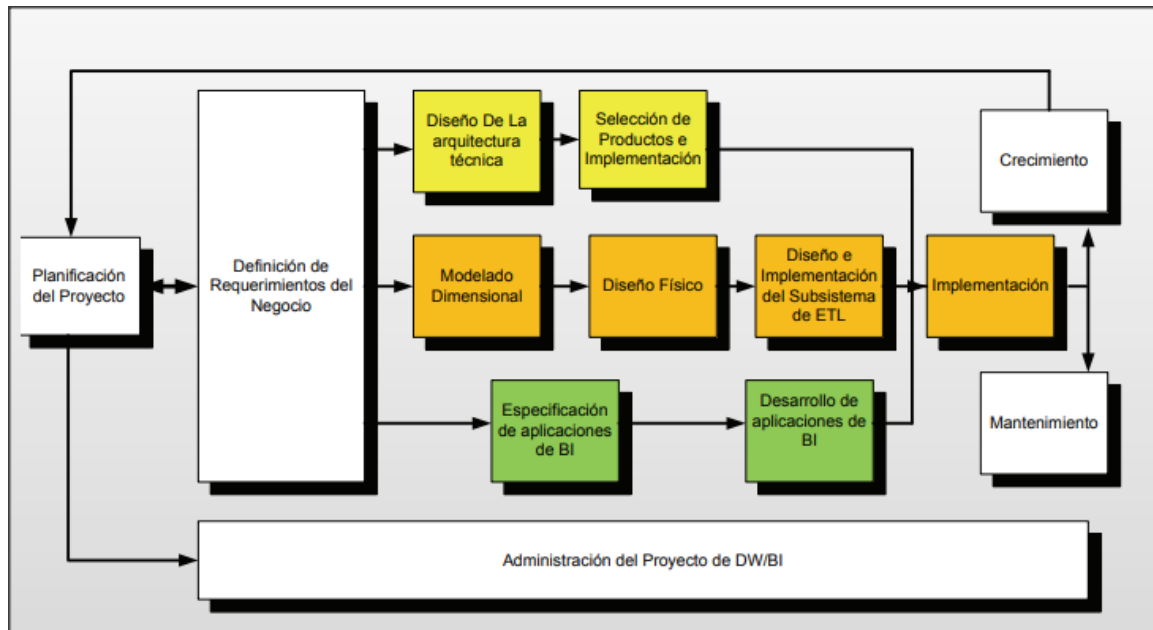 Diseño De La
arquitectura
técnica
Selección de
Productos e
Implementación
Crecimiento
Planificación
del Proyecto
Definición de
Requerimientos del
Negocio
Modelado
Dimensional
Diseño Físico
Diseño e
Implementación
del Subsistema
de ETL
Implementación
Especificación
de aplicaciones
de BI
Desarrollo de
aplicaciones de
BI
Mantenimiento
Administración del Proyecto de DW/BI